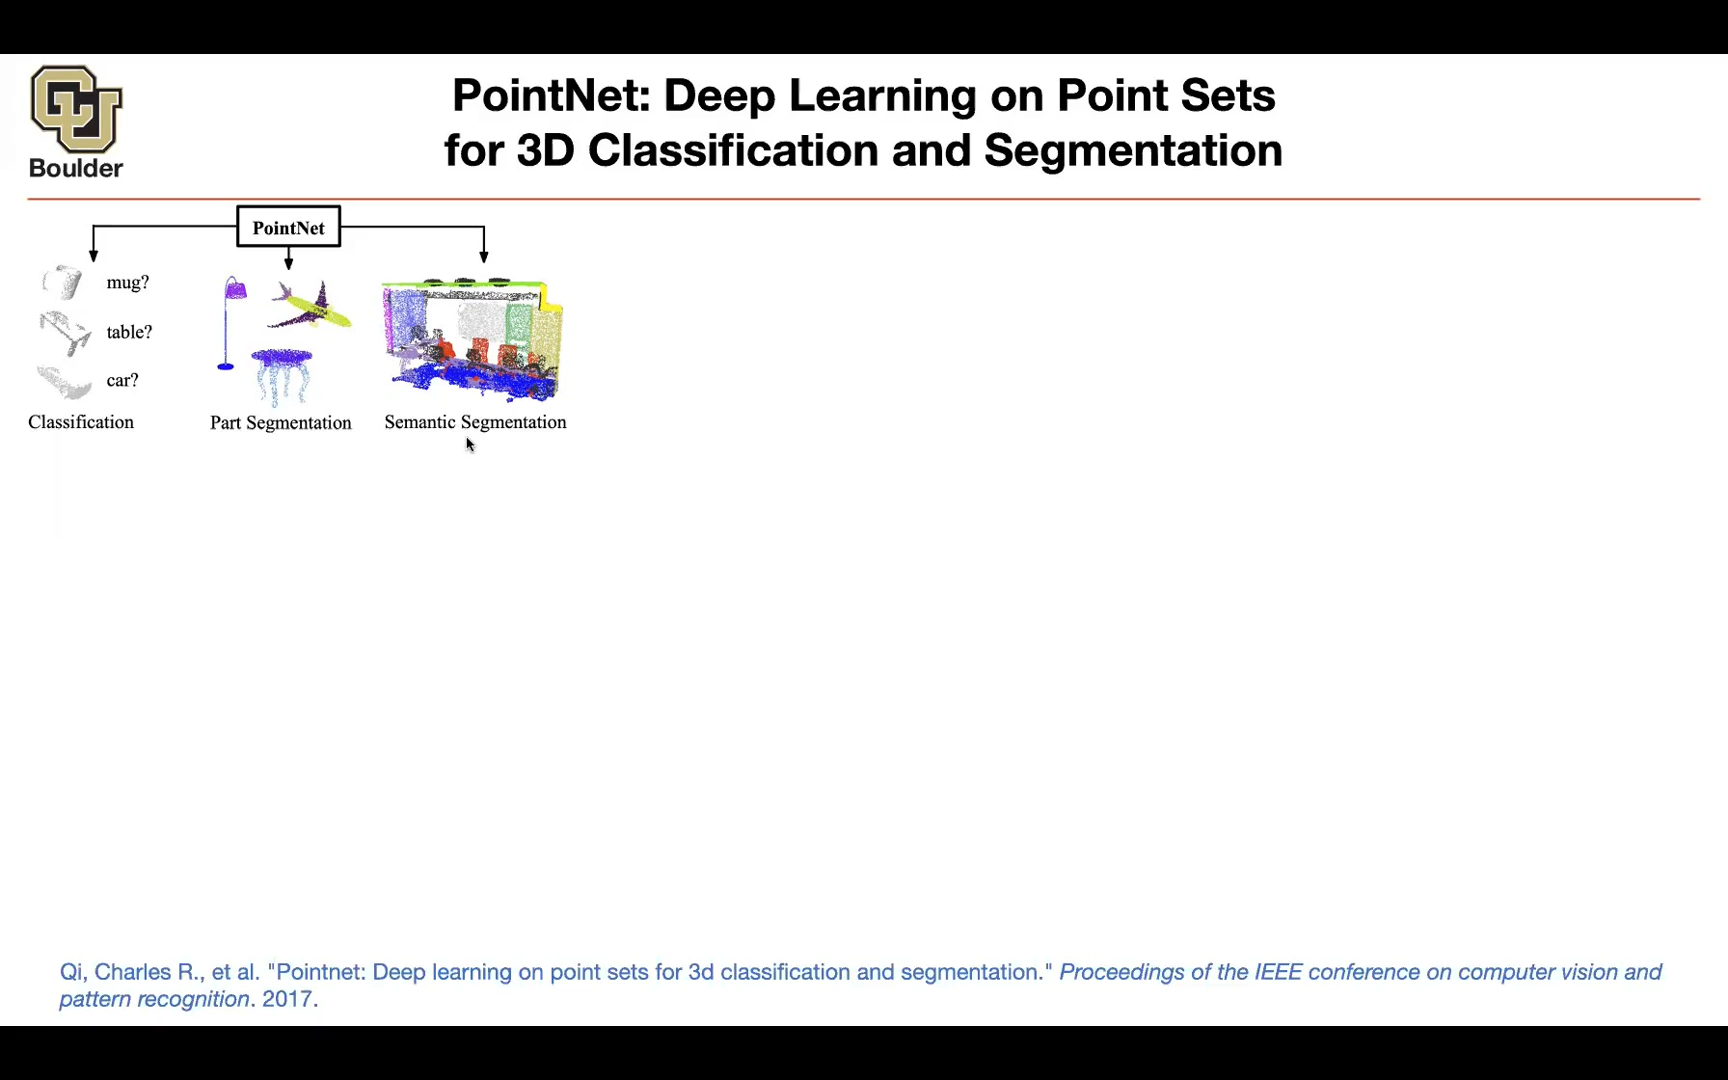 PointNet: Deep Learning on Point Sets
for 3D Classification and Segmentation
Boulder
PointNet
mug?
table?
car?
Classification
Part Segmentation
Semantic Segmentation
Qi, Charles R., et al. "Pointnet: Deep learning on point sets for 3d classification and segmentation." Proceedings of the IEEE conference on computer vision and
pattern recognition. 2017.